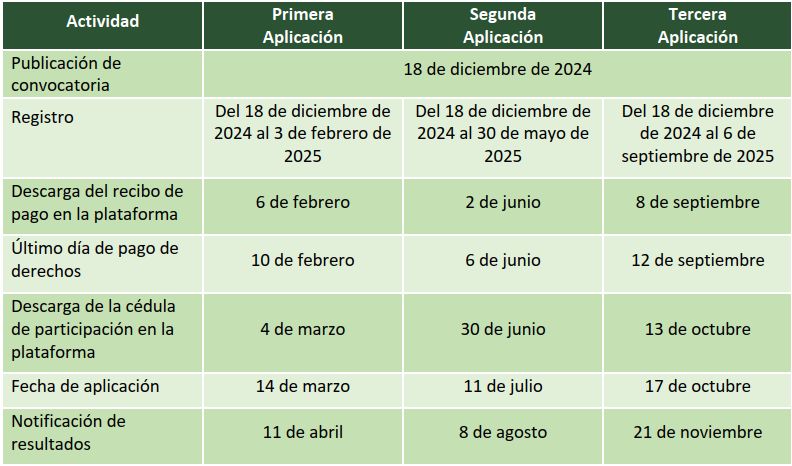 Actividad
Primera
Aplicación
Segunda
Aplicación
Tercera
Aplicación
Publicación de
convocatoria
18 de diciembre de 2024
Registro
Del 18 de diciembre de
2024 al 3 de febrero de
2025
Del 18 de diciembre de
2024 al 30 de mayo de
2025
Del 18 de diciembre
de 2024 al 6 de
septiembre de 2025
Descarga del recibo de
pago en la plataforma
6 de febrero
2 de junio
8 de septiembre
Último día de pago de
derechos
10 de febrero
6 de junio
12 de septiembre
Descarga de la cédula
de participación en la
plataforma
4 de marzo
30 de junio
13 de octubre
Fecha de aplicación
14 de marzo
11 de julio
17 de octubre
Notificación de
resultados
11 de abril
8 de agosto
21 de noviembre